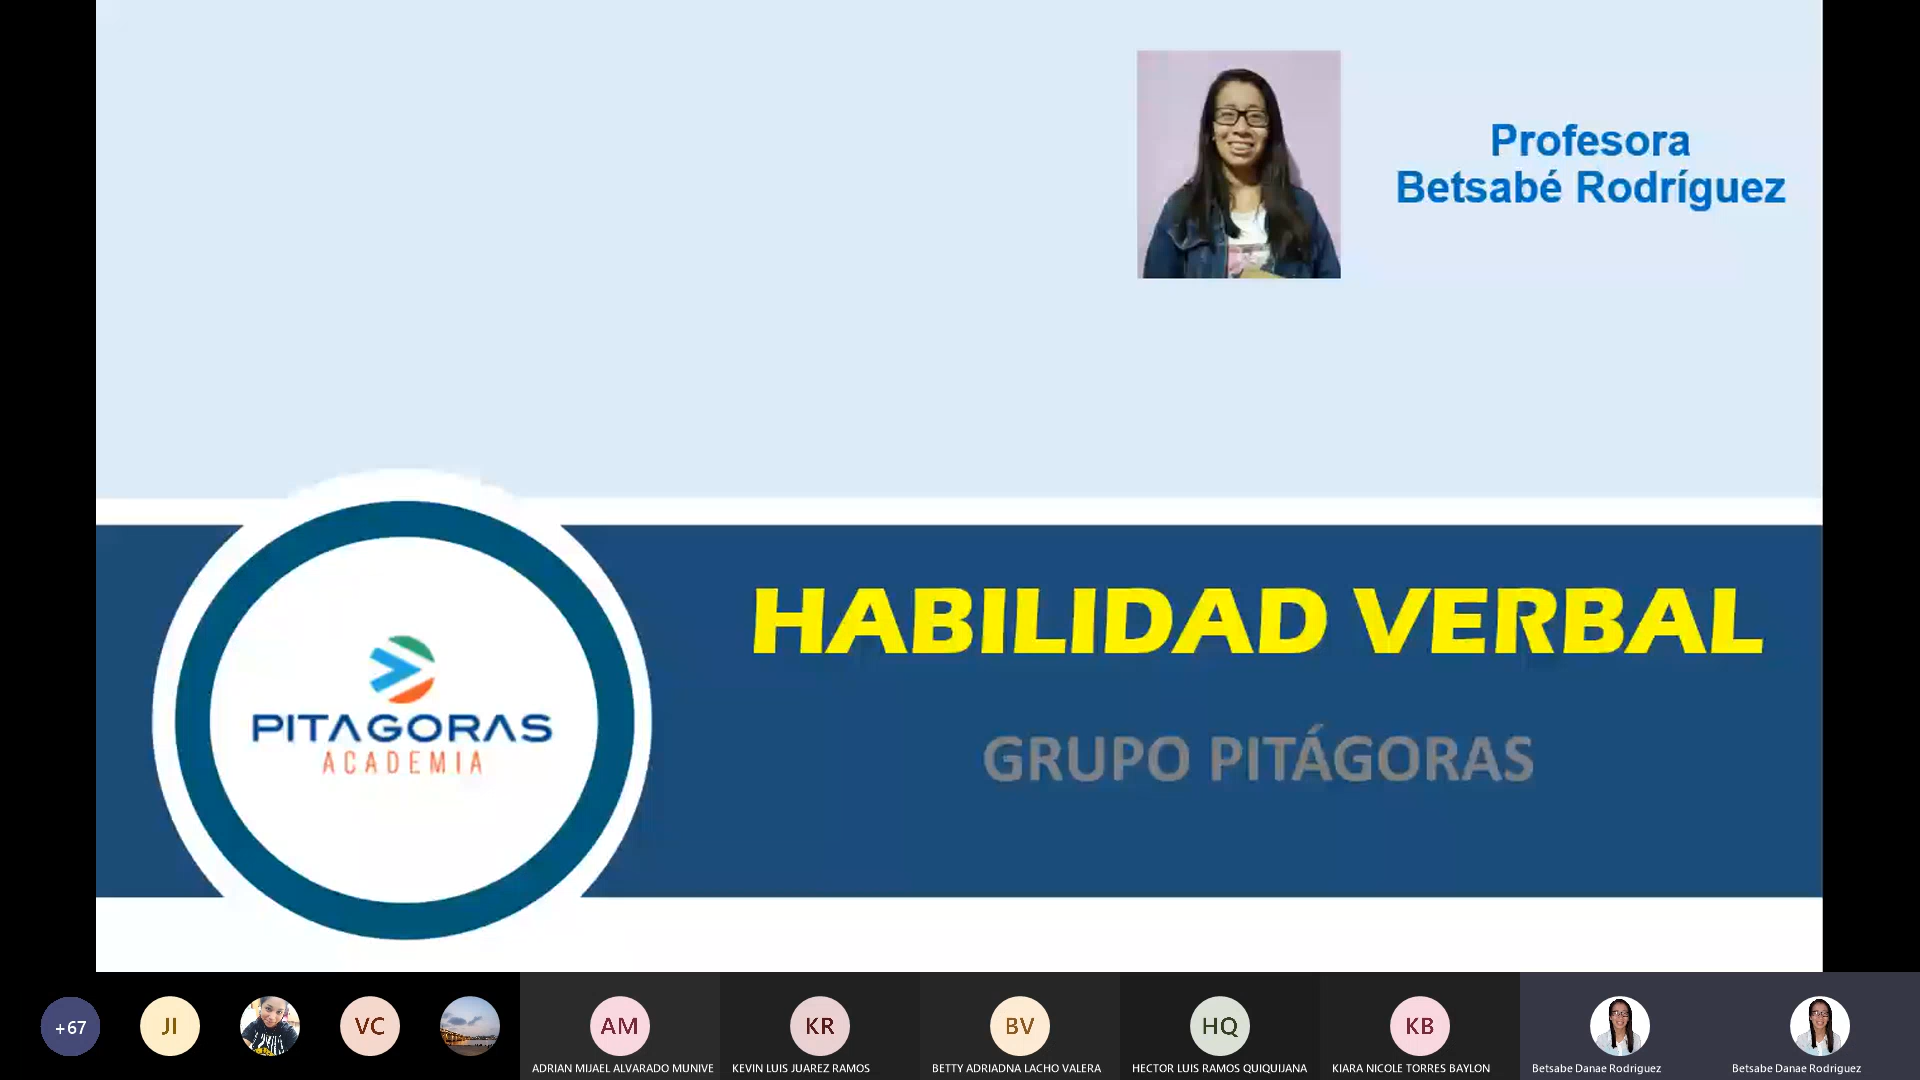 Profesora
Betsabé Rodríguez
HABILIDAD VERBAL
GRUPO PITÁGORAS
PITAGORAS
ACADEMIA
+67
JI
VC
AM
KR
BV
HQ
KB
ADRIAN MIJAEL ALVARADO MUNIVE
KEVIN LUIS JUAREZ RAMOS
BETTY ADRIADNA LACHO VALERA
HECTOR LUIS RAMOS QUIQUIJANA
KIARA NICOLE TORRES BAYLON
Betsabe Danae Rodriguez
Betsabe Danae Rodriguez